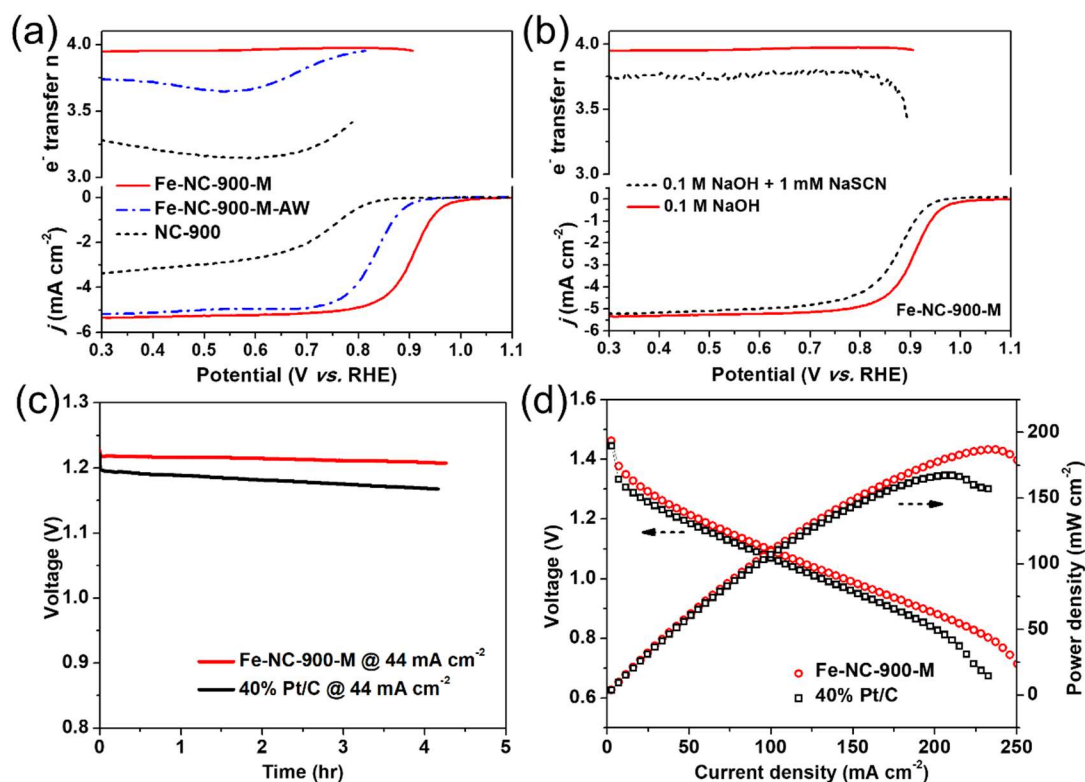 (a)
e⁻ transfer n
4.0
3.5
3.0
Fe-NC-900-M
Fe-NC-900-M-AW
NC-900
j (mA cm⁻²)
0
-1
-2
-3
-4
-5
-6
0.3 0.4 0.5 0.6 0.7 0.8 0.9 1.0 1.1
Potential (V vs. RHE)
(b)
e⁻ transfer n
4.0
3.5
3.0
0.1 M NaOH + 1 mM NaSCN
0.1 M NaOH
j (mA cm⁻²)
0
-1
-2
-3
-4
-5
-6
Fe-NC-900-M
0.3 0.4 0.5 0.6 0.7 0.8 0.9 1.0 1.1
Potential (V vs. RHE)
(c)
Voltage (V)
1.3
1.2
1.1
1.0
0.9
0.8
Fe-NC-900-M @ 44 mA cm⁻²
40% Pt/C @ 44 mA cm⁻²
0 1 2 3 4 5
Time (hr)
(d)
Voltage (V)
1.6
1.4
1.2
1.0
0.8
0.6
Fe-NC-900-M
40% Pt/C
200
150
100
50
0
Power density (mW cm⁻²)
0 25 50 75 100 125 150 175 200 225 250
Current density (mA cm⁻²)